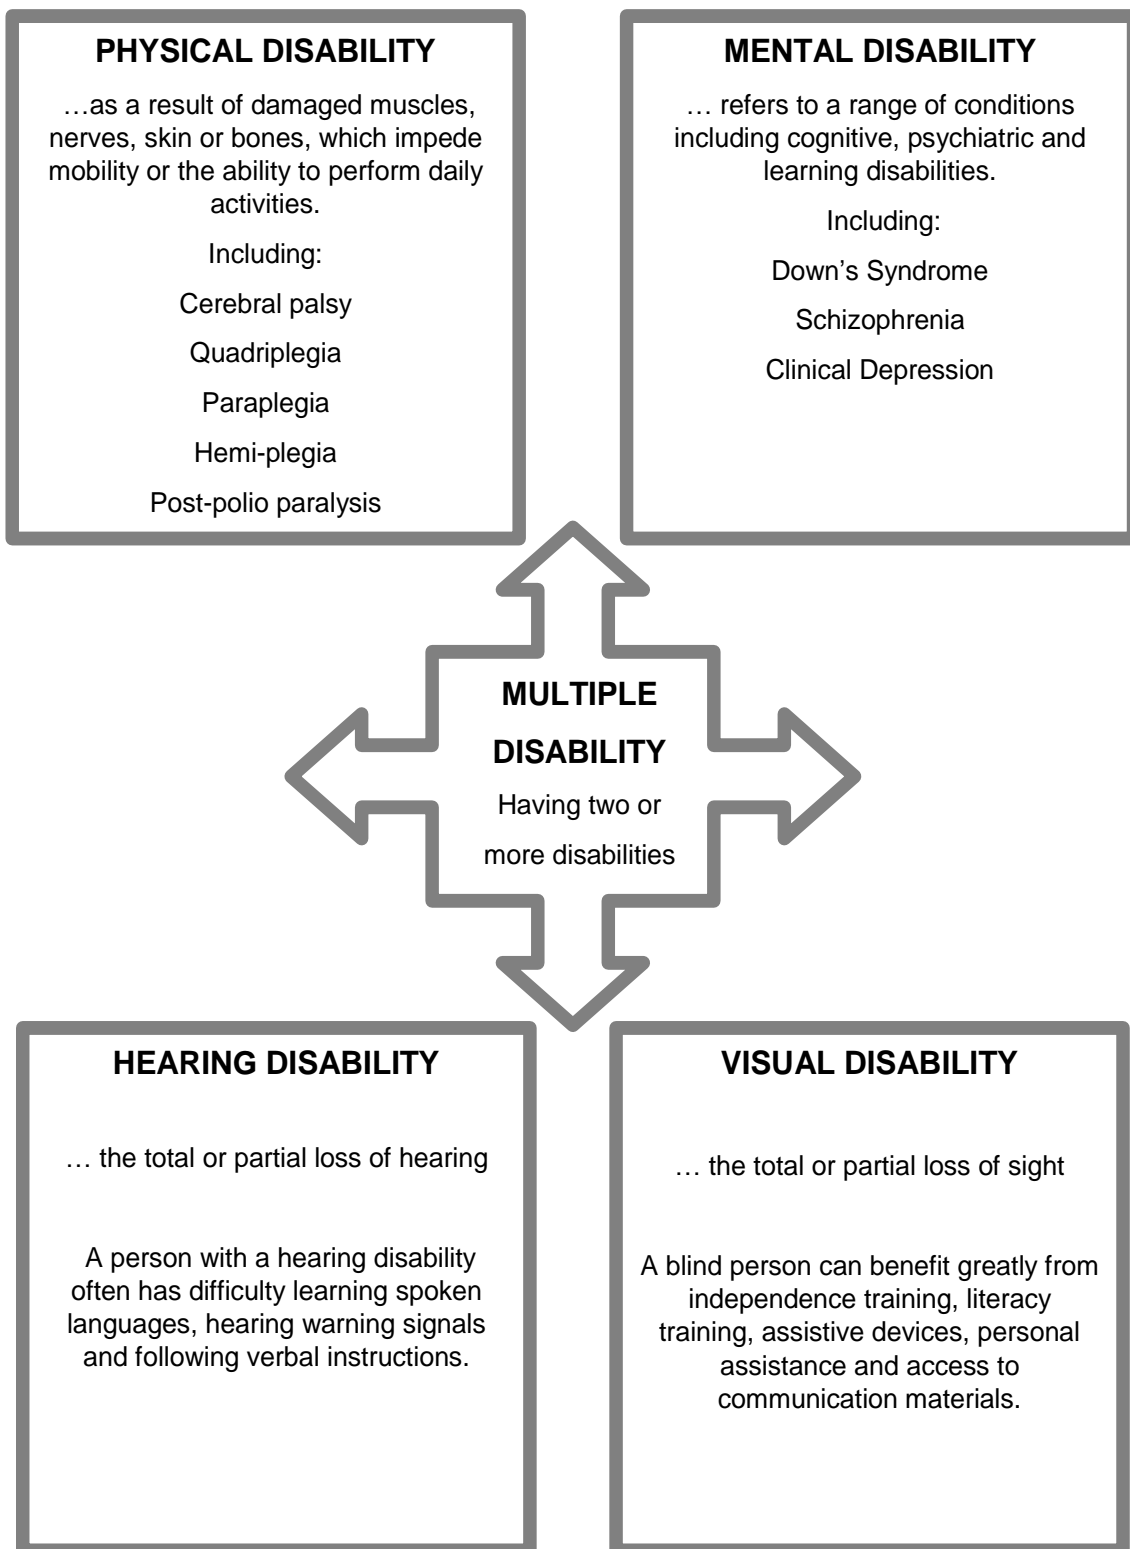 PHYSICAL DISABILITY
…as a result of damaged muscles,
nerves, skin or bones, which impede
mobility or the ability to perform daily
activities.
Including:
Cerebral palsy
Quadriplegia
Paraplegia
Hemi-plegia
Post-polio paralysis
MENTAL DISABILITY
… refers to a range of conditions
including cognitive, psychiatric and
learning disabilities.
Including:
Down’s Syndrome
Schizophrenia
Clinical Depression
MULTIPLE
DISABILITY
Having two or
more disabilities
HEARING DISABILITY
… the total or partial loss of hearing
A person with a hearing disability
often has difficulty learning spoken
languages, hearing warning signals
and following verbal instructions.
VISUAL DISABILITY
… the total or partial loss of sight
A blind person can benefit greatly from
independence training, literacy
training, assistive devices, personal
assistance and access to
communication materials.